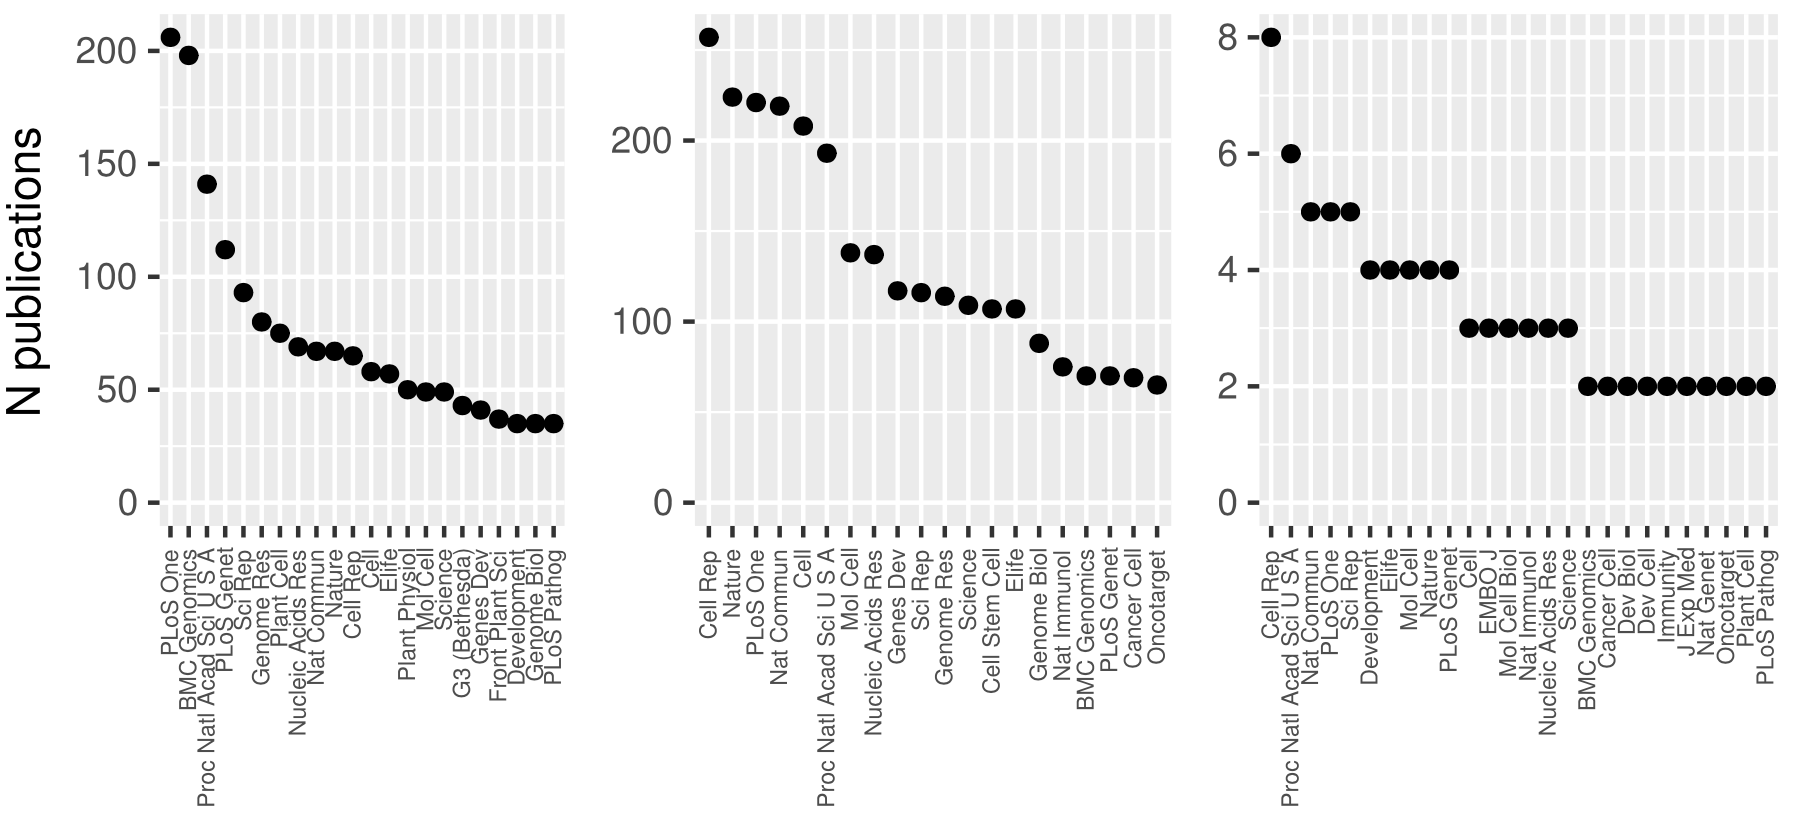 N publications
200
150
100
50
0
PLoS One
BMC Genomics
Proc Natl Acad Sci U S A
PLoS Genet
Sci Rep
Genome Res
Plant Cell
Nucleic Acids Res
Nat Commun
Nature
Cell Rep
Cell
Elife
Plant Physiol
Mol Cell
Science
G3 (Bethesda)
Genes Dev
Front Plant Sci
Development
Genome Biol
PLoS Pathog
200
100
0
Cell Rep
Nature
PLoS One
Nat Commun
Cell
Proc Natl Acad Sci U S A
Mol Cell
Nucleic Acids Res
Genes Dev
Sci Rep
Genome Res
Science
Cell Stem Cell
Elife
Genome Biol
Nat Immunol
BMC Genomics
PLoS Genet
Cancer Cell
Oncotarget
8
6
4
2
0
Cell Rep
Proc Natl Acad Sci U S A
Nat Commun
PLoS One
Sci Rep
Development
Elife
Mol Cell
Nature
PLoS Genet
Cell
EMBO J
Mol Cell Biol
Nat Immunol
Nucleic Acids Res
Science
BMC Genomics
Cancer Cell
Dev Biol
Dev Cell
Immunity
J Exp Med
Nat Genet
Oncotarget
Plant Cell
PLoS Pathog